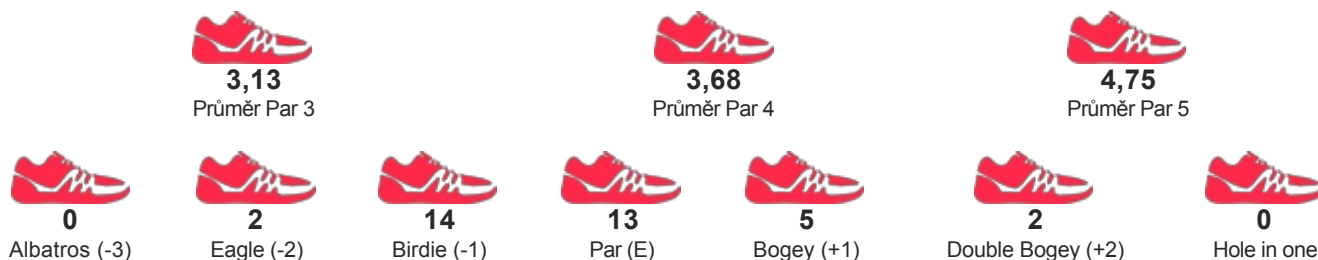 3,13
Průměr Par 3
3,68
Průměr Par 4
4,75
Průměr Par 5
0
Albatros (-3)
2
Eagle (-2)
14
Birdie (-1)
13
Par (E)
5
Bogey (+1)
2
Double Bogey (+2)
0
Hole in one